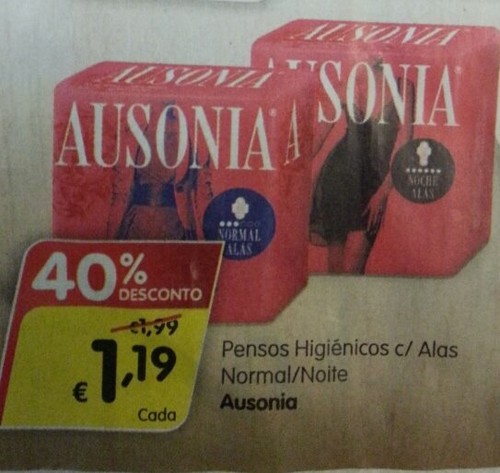 AUSONIA
AUSONIA
AUSONIA
SONIA
NORMAL
ALAS
NOCHE
ALAS
40% DESCONTO
€1,99
€1,19
Cada
Pensos Higiénicos c/ Alas
Normal/Noite
Ausonia